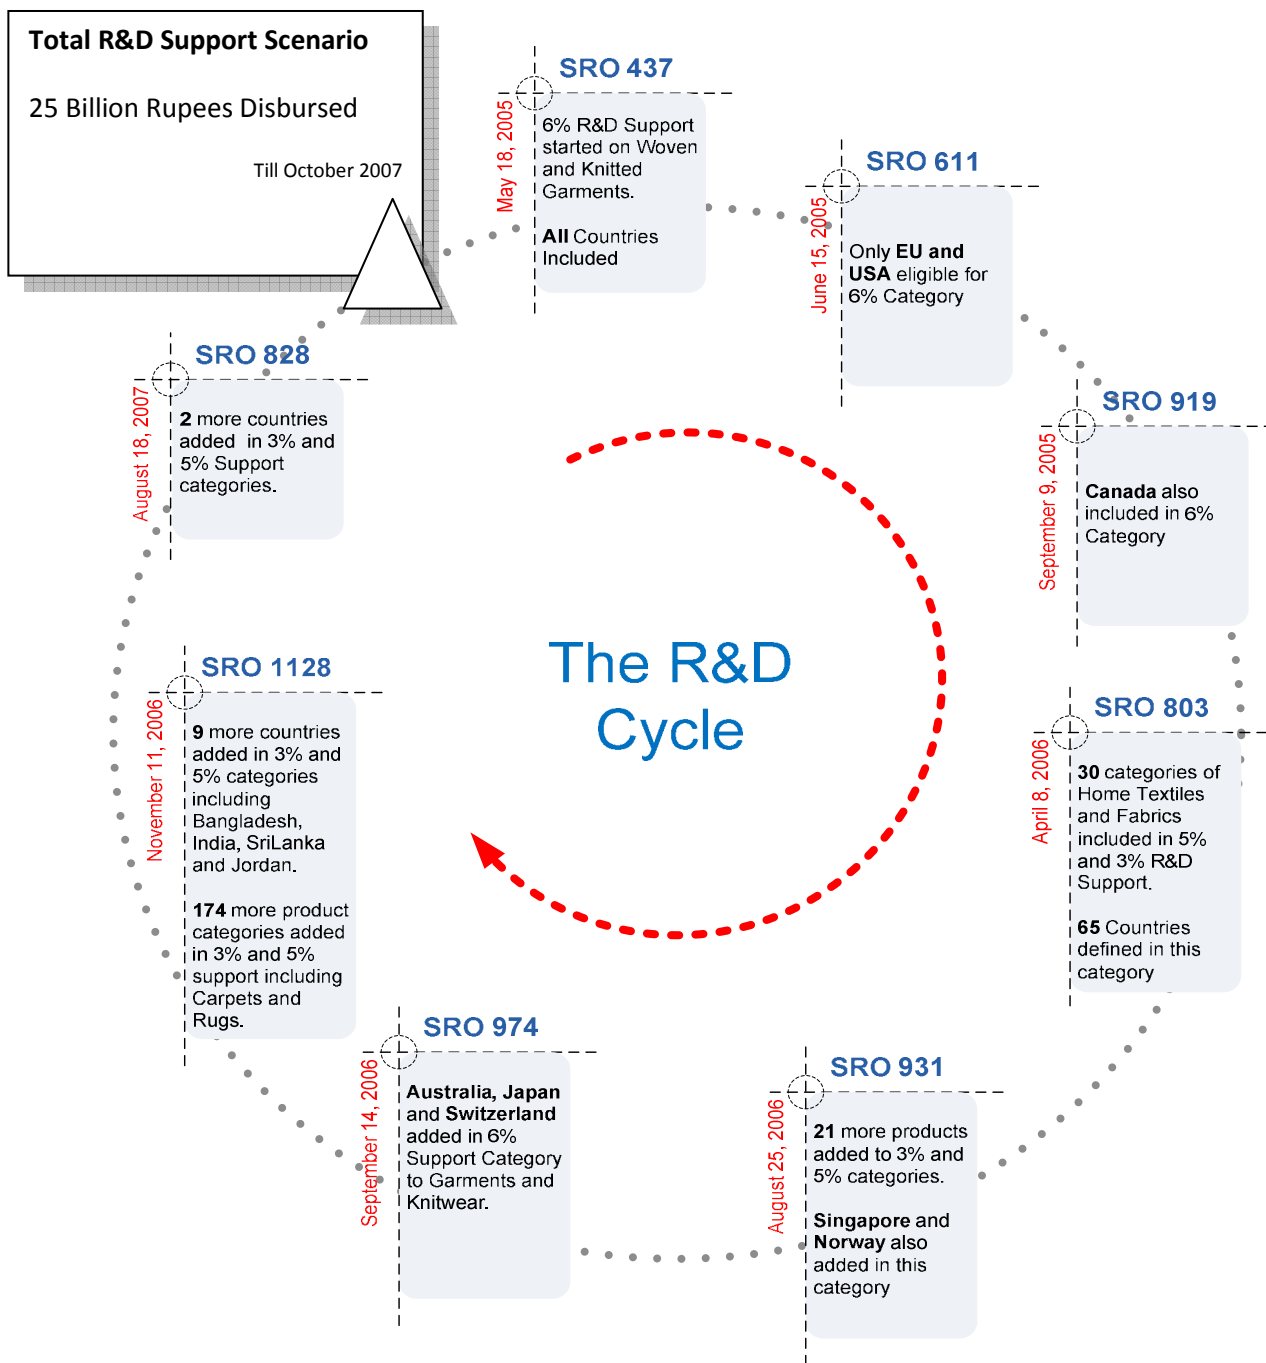 Total R&D Support Scenario
25 Billion Rupees Disbursed
Till October 2007
SRO 437
May 18, 2005
6% R&D Support
started on Woven
and Knitted
Garments.
All Countries
Included
SRO 611
June 15, 2005
Only EU and
USA eligible for
6% Category
SRO 919
September 9, 2005
Canada also
included in 6%
Category
SRO 803
April 8, 2006
30 categories of
Home Textiles
and Fabrics
included in 5%
and 3% R&D
Support.
65 Countries
defined in this
category
SRO 931
August 25, 2006
21 more products
added to 3% and
5% categories.
Singapore and
Norway also
added in this
category
SRO 974
September 14, 2006
Australia, Japan
and Switzerland
added in 6%
Support Category
to Garments and
Knitwear.
SRO 1128
November 11, 2006
9 more countries
added in 3% and
5% categories
including
Bangladesh,
India, SriLanka
and Jordan.
174 more product
categories added
in 3% and 5%
support including
Carpets and
Rugs.
SRO 828
August 18, 2007
2 more countries
added in 3% and
5% Support
categories.
The R&D
Cycle